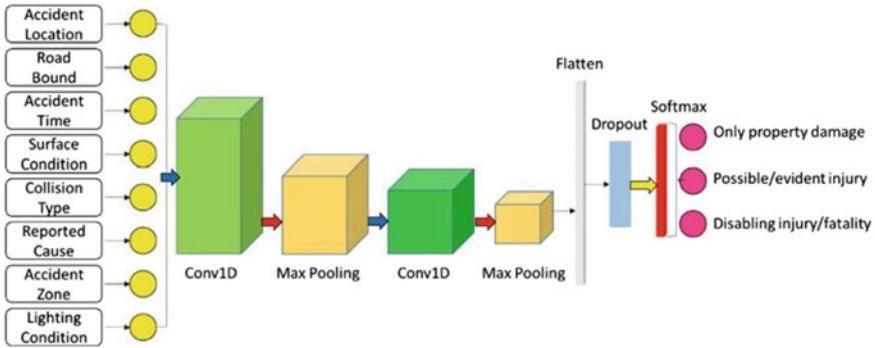 Accident
Location
Road
Bound
Accident
Time
Surface
Condition
Collision
Type
Reported
Cause
Accident
Zone
Lighting
Condition
Conv1D
Max Pooling
Conv1D
Max Pooling
Flatten
Dropout
Softmax
Only property damage
Possible/evident injury
Disabling injury/fatality